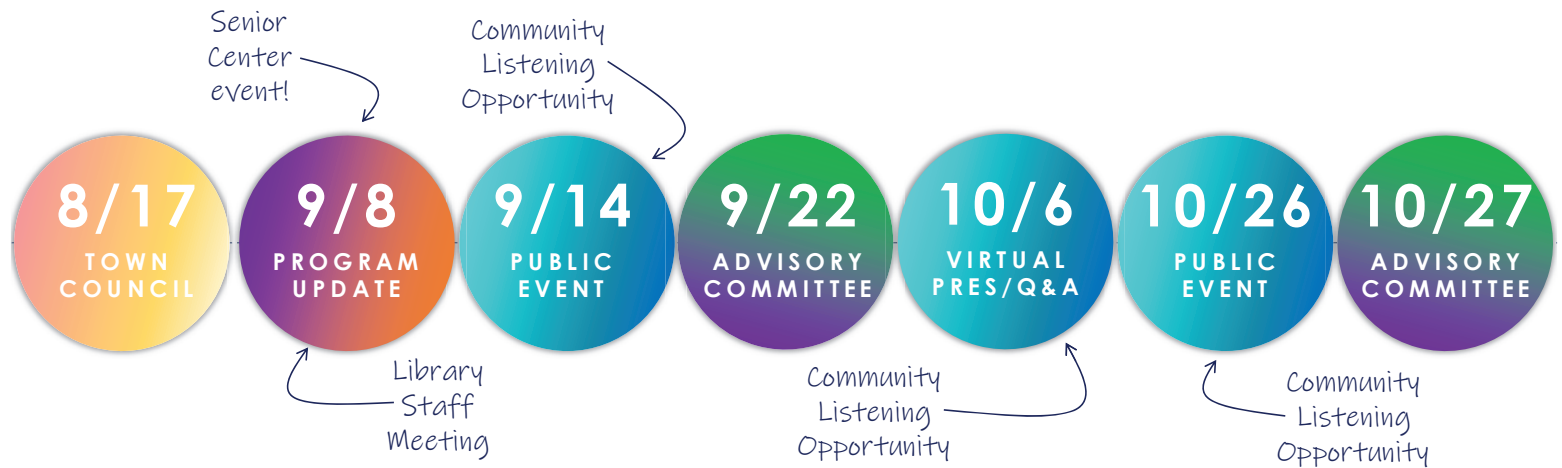 Senior
Center
event!
Community
Listening
Opportunity
8/17
TOWN
COUNCIL
9/8
PROGRAM
UPDATE
9/14
PUBLIC
EVENT
9/22
ADVISORY
COMMITTEE
10/6
VIRTUAL
PRES/Q&A
10/26
PUBLIC
EVENT
10/27
ADVISORY
COMMITTEE
Library
Staff
Meeting
Community
Listening
Opportunity
Community
Listening
Opportunity